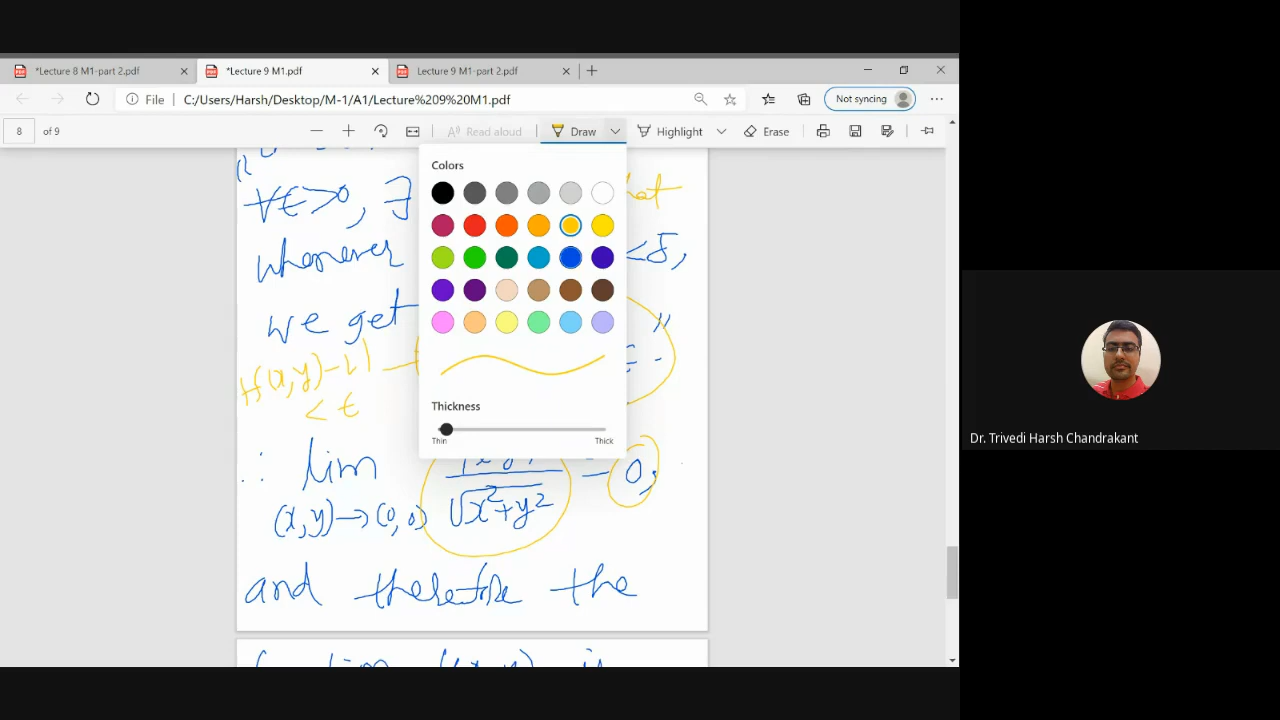 *Lecture 8 M1-part 2.pdf
*Lecture 9 M1.pdf
Lecture 9 M1-part 2.pdf
File
C:/Users/Harsh/Desktop/M-1/A1/Lecture%209%20M1.pdf
Not syncing
8 of 9
Read aloud
Draw
Highlight
Erase
Colors
Thickness
Thin
Thick
∀ϵ>0, ∃
whenever <δ,
we get
|f(x,y)-L|
< ϵ
∴ lim = 0,
(x,y)→(0,0) √x²+y²
and therefore the
Dr. Trivedi Harsh Chandrakant